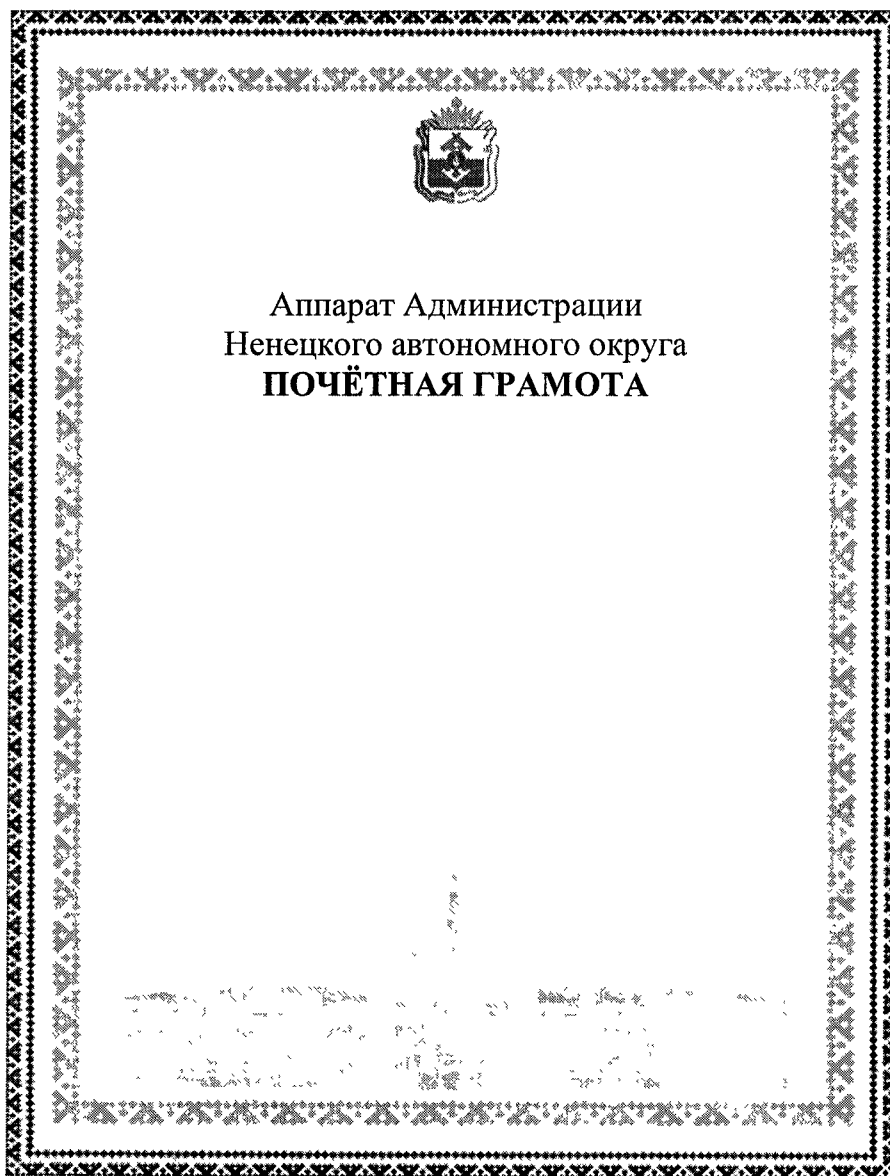 Аппарат Администрации
Ненецкого автономного округа
ПОЧЁТНАЯ ГРАМОТА